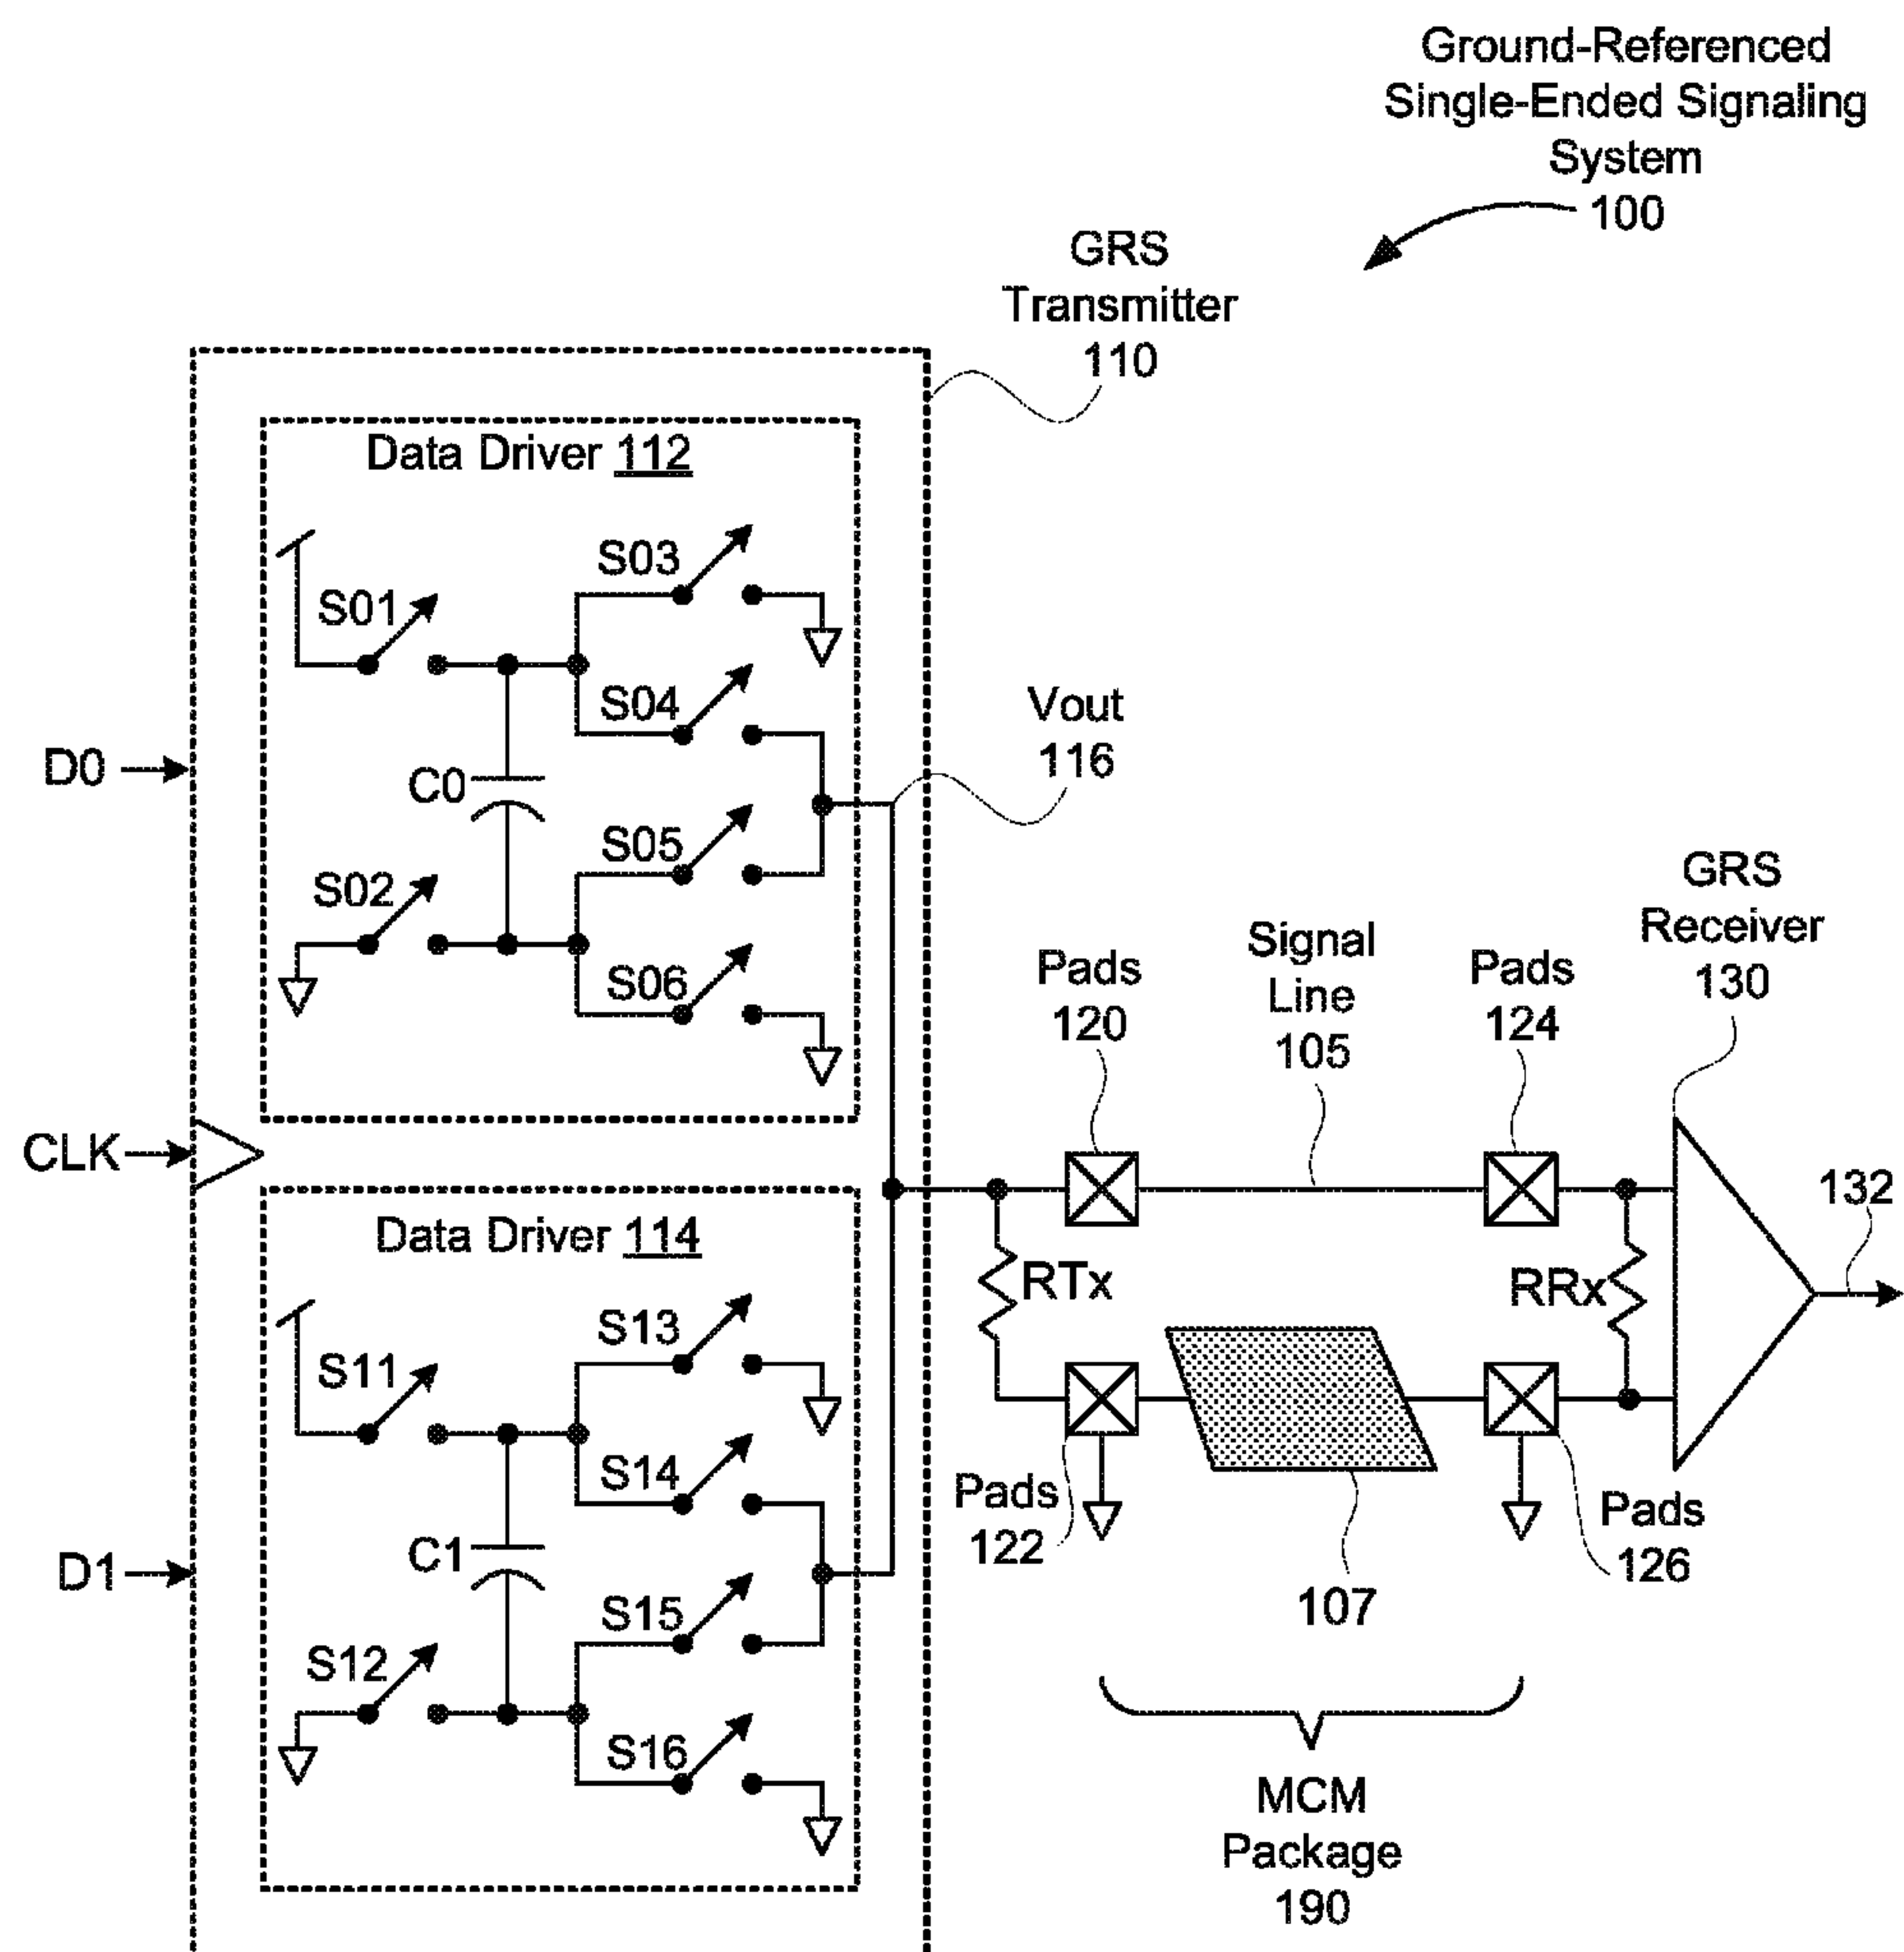 Ground-Referenced
Single-Ended Signaling
System
100
GRS
Transmitter
110
Data Driver 112
S01
S03
S04
C0
S05
S02
S06
D0
Vout
116
CLK
Data Driver 114
S11
S13
S14
C1
S15
S12
S16
D1
Pads
120
Signal
Line
105
Pads
124
GRS
Receiver
130
132
RTx
RRx
Pads
122
107
Pads
126
MCM
Package
190